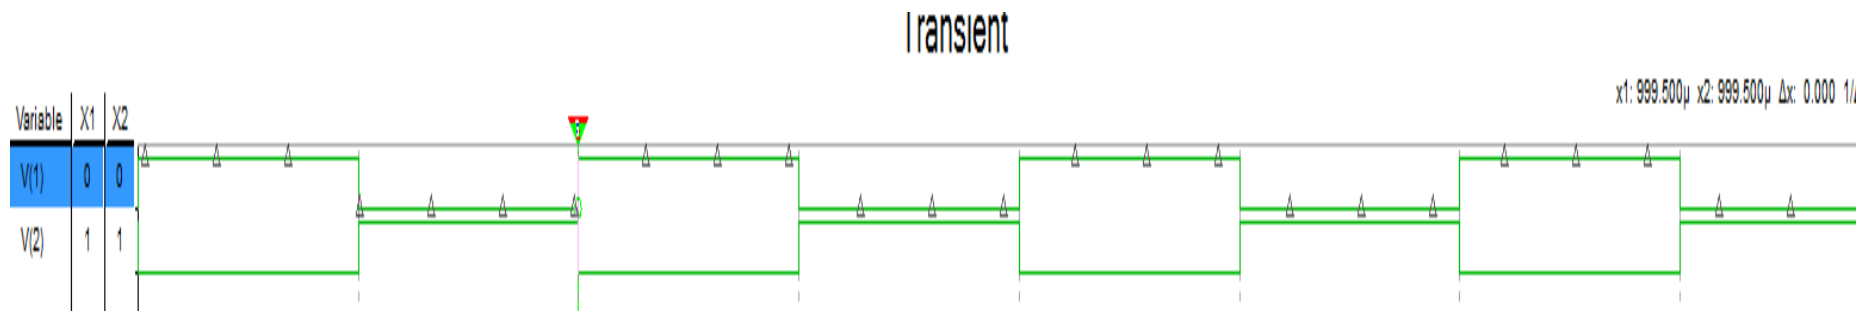 Transient
x1: 999.500µ x2: 999.500µ Δx: 0.000 1/
Variable X1 X2
V(1) 0 0
V(2) 1 1